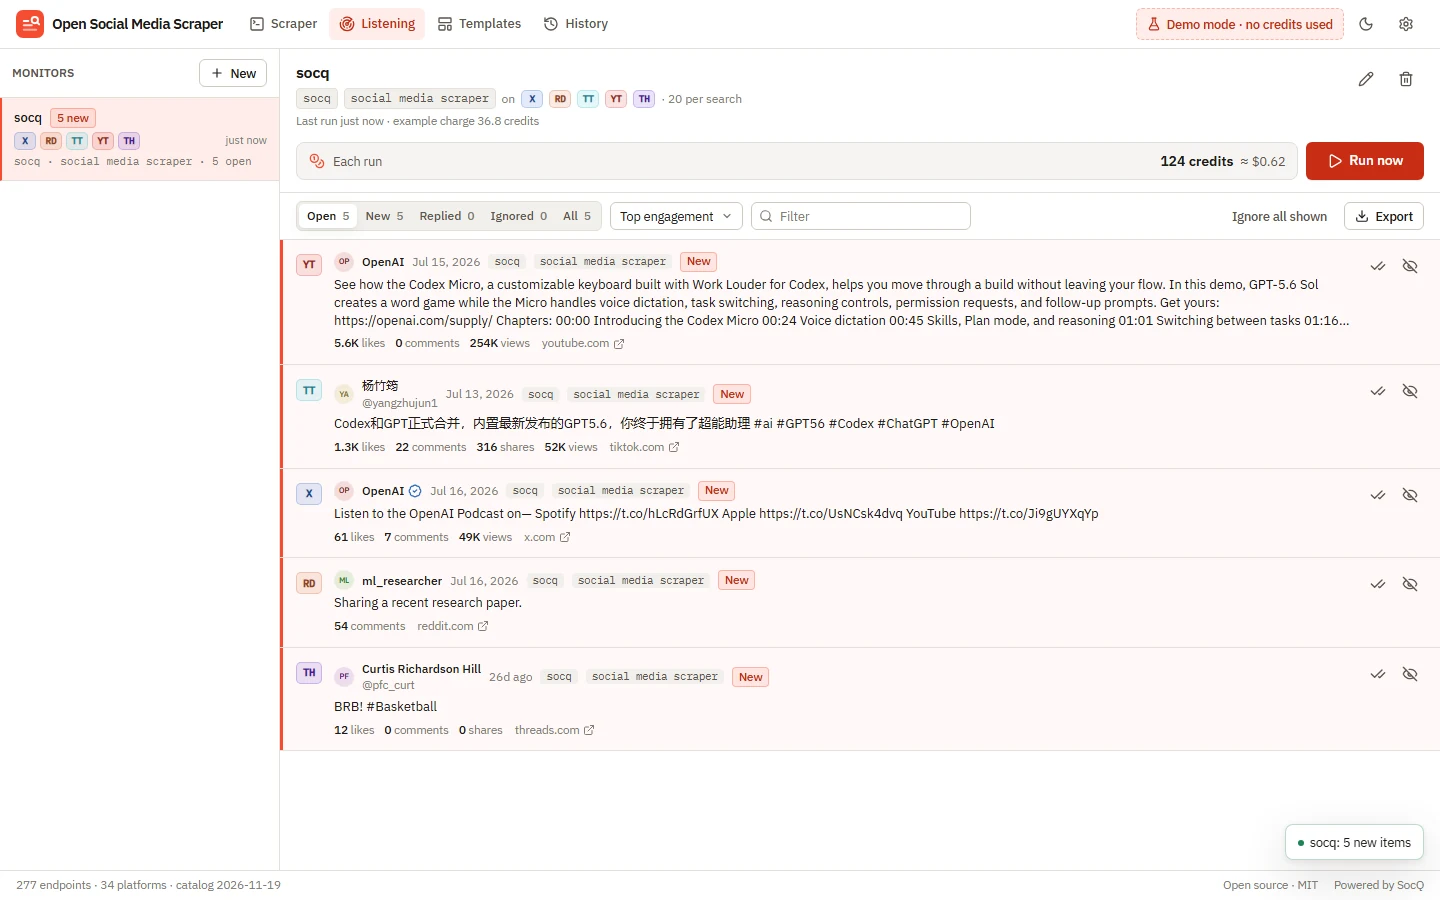 Open Social Media Scraper
Scraper
Listening
Templates
History
Demo mode · no credits used
MONITORS
New
socq
5 new
X RD TT YT TH
just now
socq · social media scraper · 5 open
socq
socq social media scraper on X RD TT YT TH · 20 per search
Last run just now · example charge 36.8 credits
Each run
124 credits ≈ $0.62
Run now
Open 5 New 5 Replied 0 Ignored 0 All 5
Top engagement
Filter
Ignore all shown
Export
YT
OP OpenAI Jul 15, 2026 socq social media scraper New
See how the Codex Micro, a customizable keyboard built with Work Louder for Codex, helps you move through a build without leaving your flow. In this demo, GPT-5.6 Sol
creates a word game while the Micro handles voice dictation, task switching, reasoning controls, permission requests, and follow-up prompts. Get yours:
https://openai.com/supply/ Chapters: 00:00 Introducing the Codex Micro 00:24 Voice dictation 00:45 Skills, Plan mode, and reasoning 01:01 Switching between tasks 01:16...
5.6K likes 0 comments 254K views youtube.com
TT
YA 杨竹筠
@yangzhujun1 Jul 13, 2026 socq social media scraper New
Codex和GPT正式合并，内置最新发布的GPT5.6，你终于拥有了超能助理 #ai #GPT56 #Codex #ChatGPT #OpenAI
1.3K likes 22 comments 316 shares 52K views tiktok.com
X
OP OpenAI Jul 16, 2026 socq social media scraper New
Listen to the OpenAI Podcast on— Spotify https://t.co/hLcRdGrfUX Apple https://t.co/UsNCsk4dvq YouTube https://t.co/Ji9gUYXqYp
61 likes 7 comments 49K views x.com
RD
ML ml_researcher Jul 16, 2026 socq social media scraper New
Sharing a recent research paper.
54 comments reddit.com
TH
PF Curtis Richardson Hill
@pfc_curt 26d ago socq social media scraper New
BRB! #Basketball
12 likes 0 comments 0 shares threads.com
socq: 5 new items
277 endpoints · 34 platforms · catalog 2026-11-19
Open source · MIT
Powered by SocQ